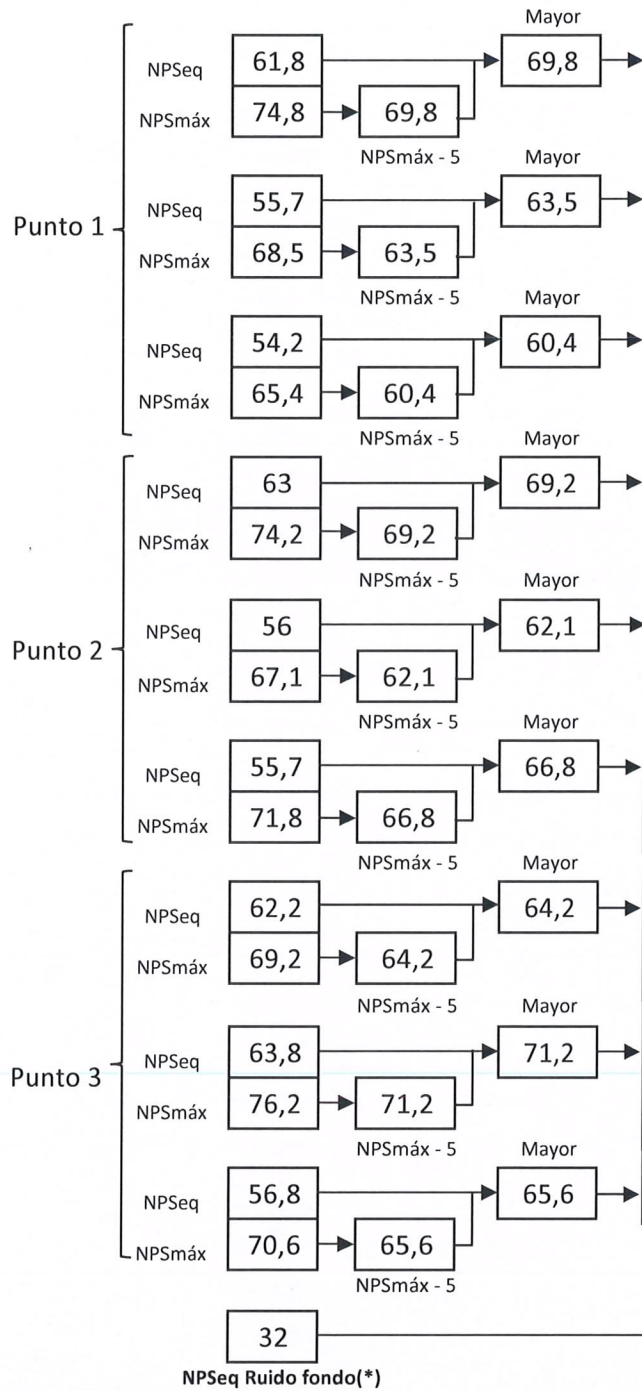 Mayor
NPSeq 61,8 69,8
NPSmáx 74,8 69,8
NPSmáx - 5
Mayor
NPSeq 55,7 63,5
Punto 1
NPSmáx 68,5 63,5
NPSmáx - 5
Mayor
NPSeq 54,2 60,4
NPSmáx 65,4 60,4
NPSmáx - 5
Mayor
NPSeq 63 69,2
NPSmáx 74,2 69,2
NPSmáx - 5
Mayor
NPSeq 56 62,1
Punto 2
NPSmáx 67,1 62,1
NPSmáx - 5
Mayor
NPSeq 55,7 66,8
NPSmáx 71,8 66,8
NPSmáx - 5
Mayor
NPSeq 62,2 64,2
NPSmáx 69,2 64,2
NPSmáx - 5
Mayor
NPSeq 63,8 71,2
Punto 3
NPSmáx 76,2 71,2
NPSmáx - 5
Mayor
NPSeq 56,8 65,6
NPSmáx 70,6 65,6
NPSmáx - 5
32
NPSeq Ruido fondo(*)